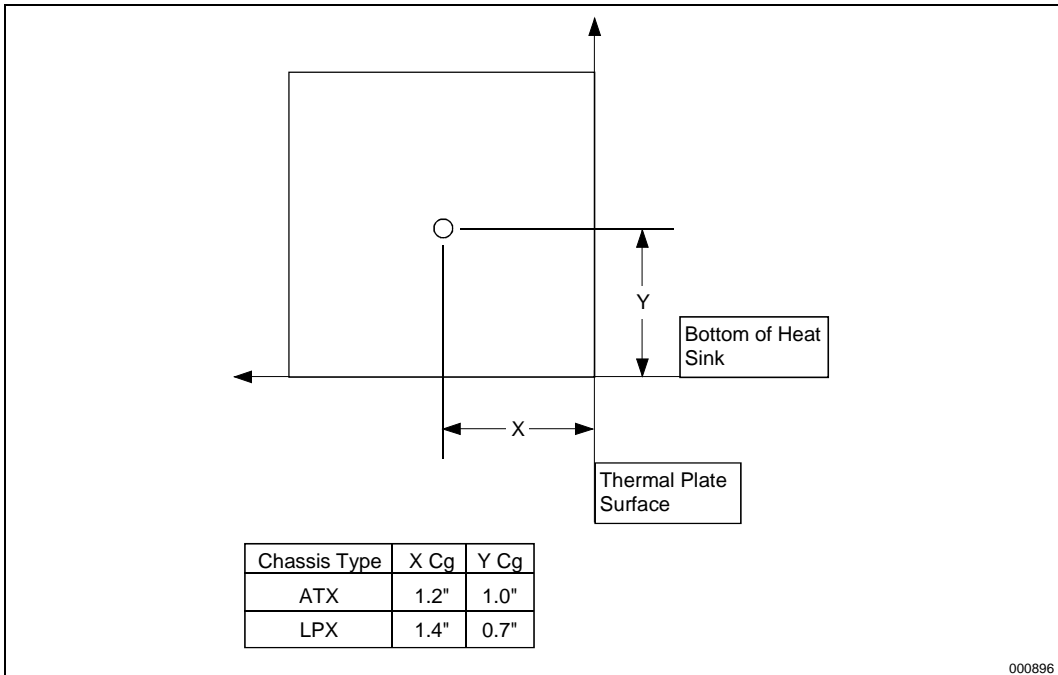 Y
Bottom of Heat
Sink
X
Thermal Plate
Surface
Chassis Type X Cg Y Cg
ATX 1.2" 1.0"
LPX 1.4" 0.7"
000896